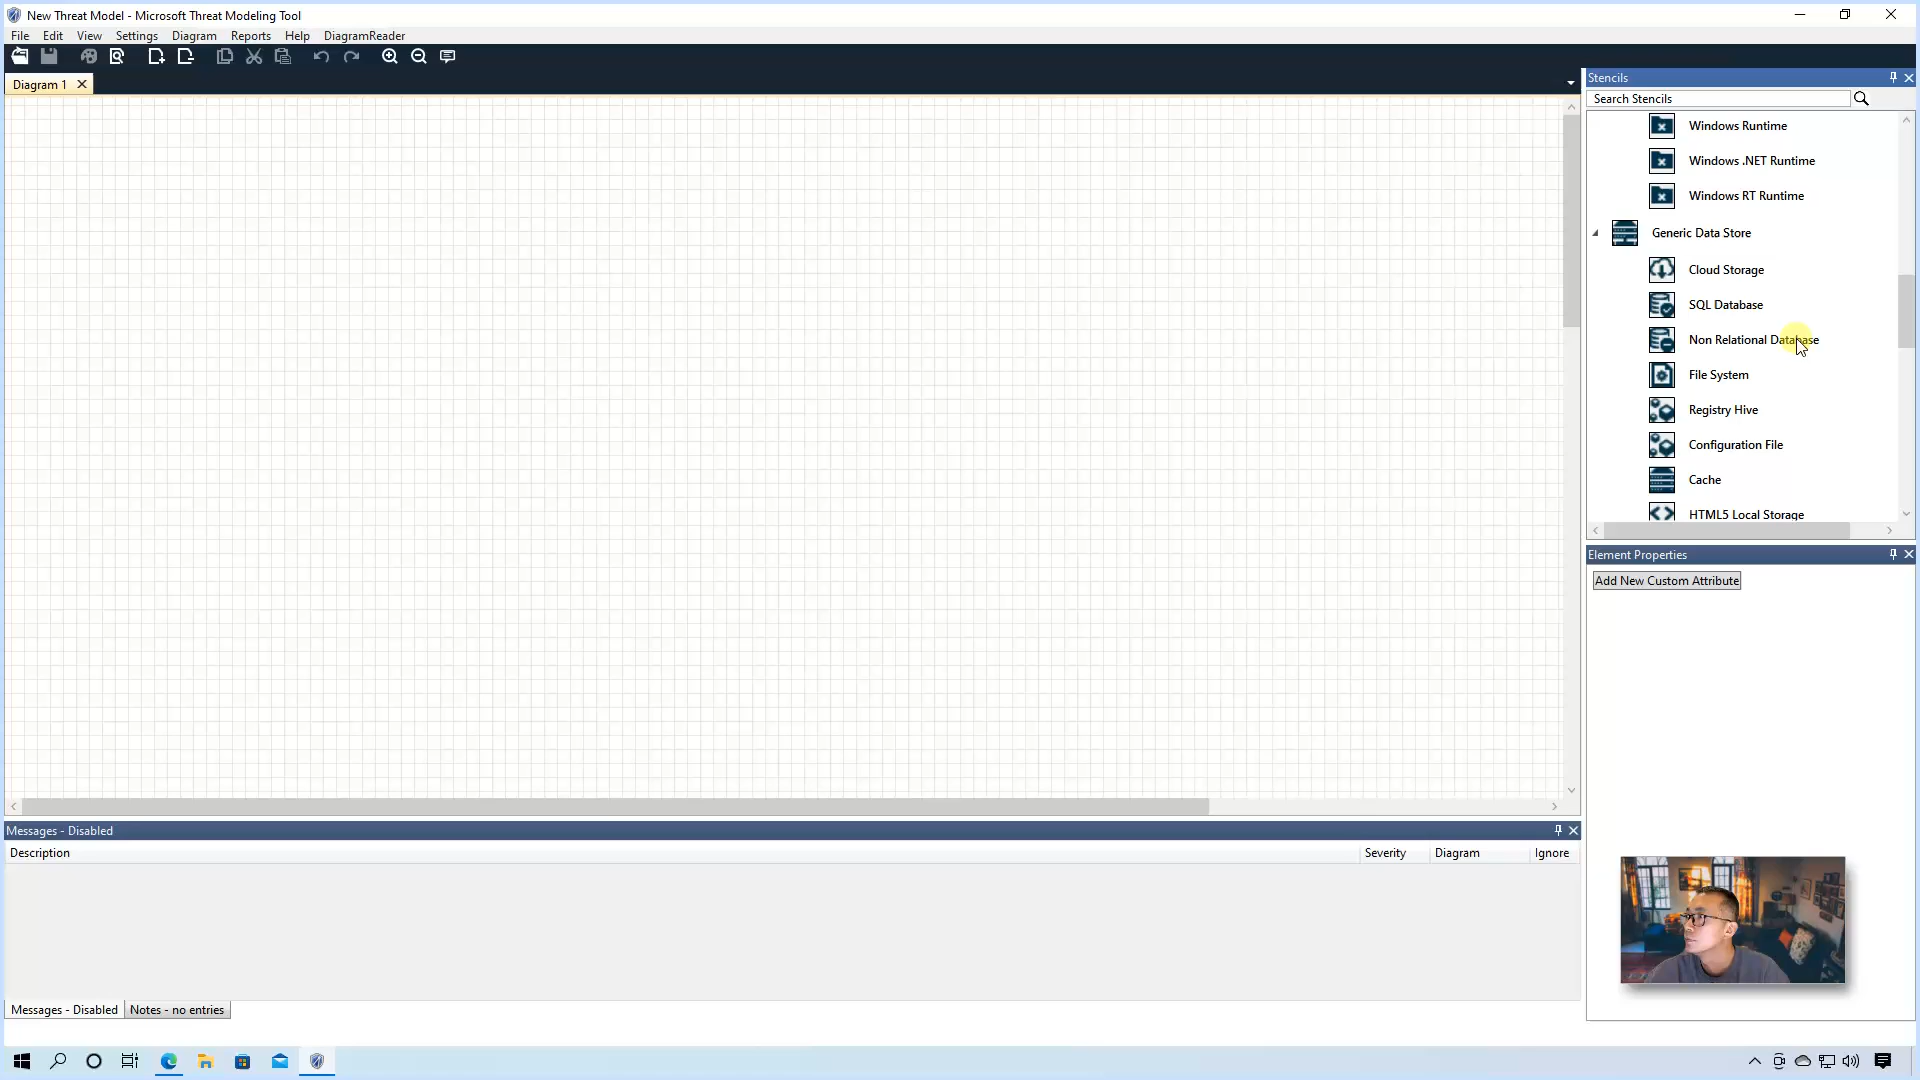 New Threat Model - Microsoft Threat Modeling Tool
File Edit View Settings Diagram Reports Help DiagramReader
Diagram 1
Stencils
Search Stencils
Windows Runtime
Windows .NET Runtime
Windows RT Runtime
Generic Data Store
Cloud Storage
SQL Database
Non Relational Database
File System
Registry Hive
Configuration File
Cache
HTML5 Local Storage
Element Properties
Add New Custom Attribute
Messages - Disabled
Description Severity Diagram Ignore
Messages - Disabled Notes - no entries